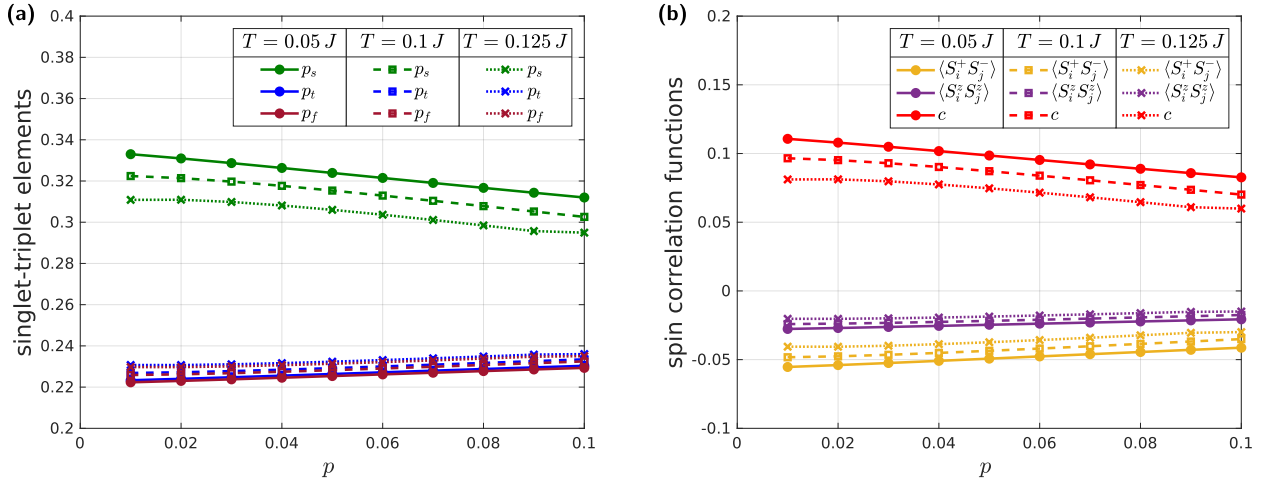 (a)
0.4
0.38
0.36
0.34
0.32
0.3
0.28
0.26
0.24
0.22
0.2
singlet-triplet elements
T = 0.05 J T = 0.1 J T = 0.125 J
p_s p_s p_s
p_t p_t p_t
p_f p_f p_f
0 0.02 0.04 0.06 0.08 0.1
p
(b)
0.2
0.15
0.1
0.05
0
-0.05
-0.1
spin correlation functions
T = 0.05 J T = 0.1 J T = 0.125 J
⟨S_i^+ S_j^-⟩ ⟨S_i^+ S_j^-⟩ ⟨S_i^+ S_j^-⟩
⟨S_i^z S_j^z⟩ ⟨S_i^z S_j^z⟩ ⟨S_i^z S_j^z⟩
c c c
0 0.02 0.04 0.06 0.08 0.1
p